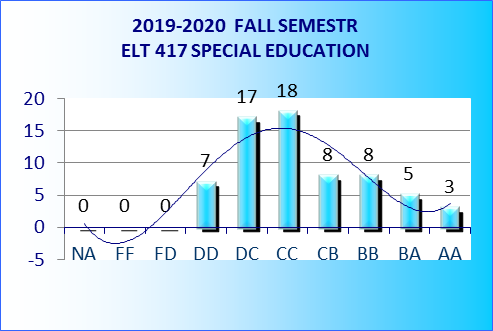 2019-2020 FALL SEMESTR
ELT 417 SPECIAL EDUCATION
20
15
10
5
0
-5
0 0 0 7 17 18 8 8 5 3
NA FF FD DD DC CC CB BB BA AA